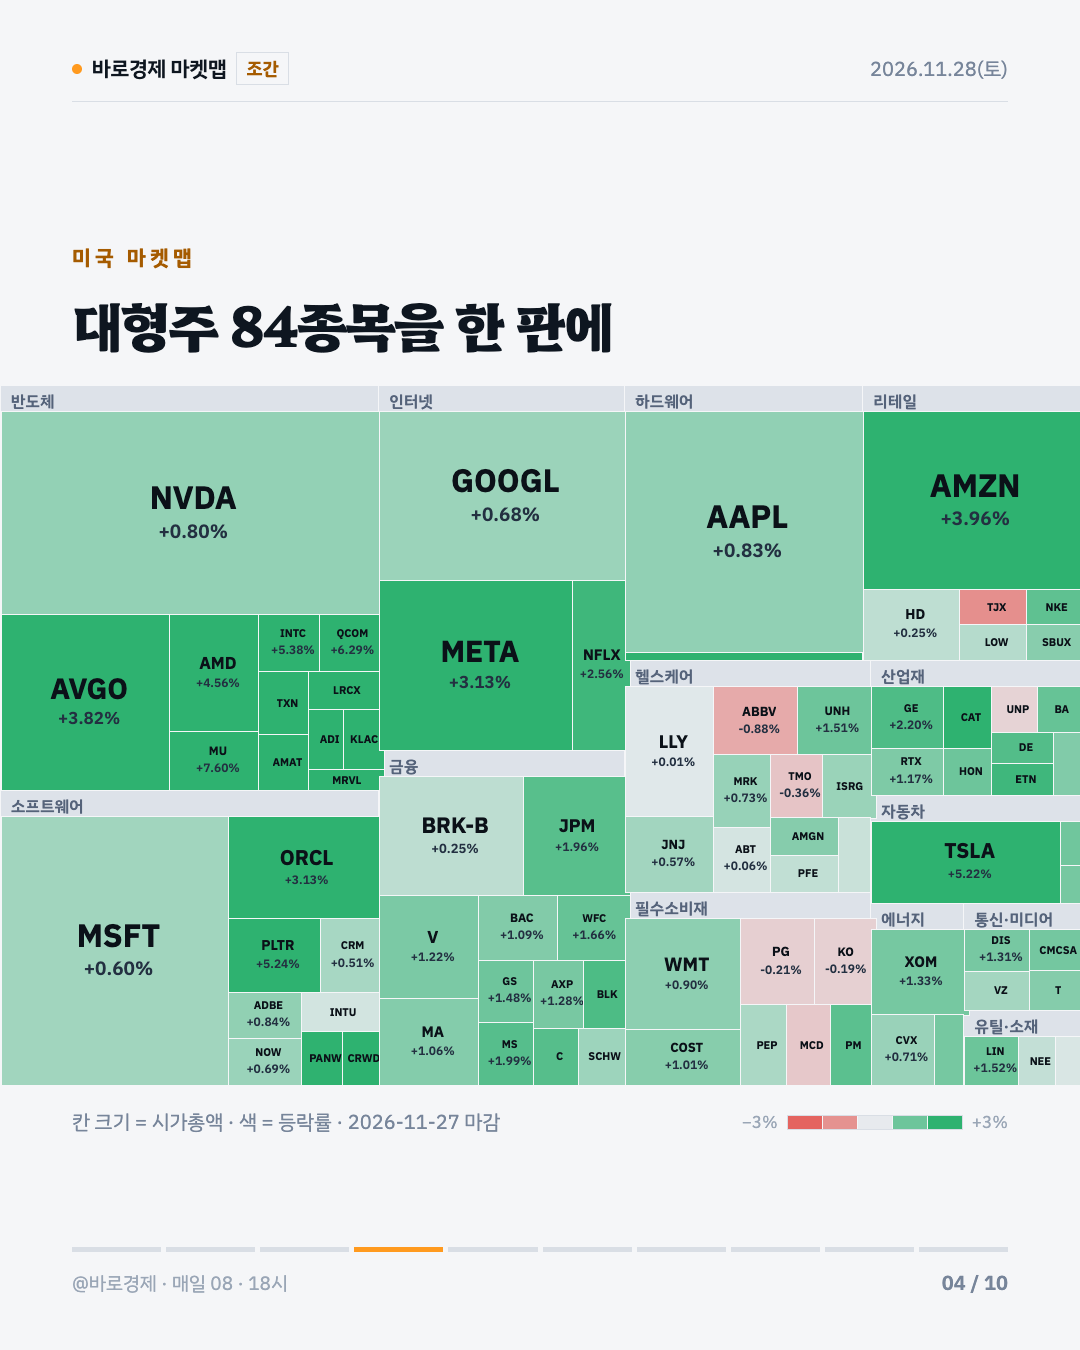 바로경제 마켓맵 조간
2026.11.28(토)
미국 마켓맵
대형주 84종목을 한 판에
반도체
NVDA
+0.80%
AVGO
+3.82%
AMD
+4.56%
MU
+7.60%
INTC
+5.38%
QCOM
+6.29%
TXN
LRCX
AMAT
ADI
KLAC
MRVL
소프트웨어
MSFT
+0.60%
ORCL
+3.13%
PLTR
+5.24%
CRM
+0.51%
ADBE
+0.84%
INTU
NOW
+0.69%
PANW
CRWD
인터넷
GOOGL
+0.68%
META
+3.13%
NFLX
+2.56%
금융
BRK-B
+0.25%
JPM
+1.96%
V
+1.22%
MA
+1.06%
BAC
+1.09%
WFC
+1.66%
GS
+1.48%
AXP
+1.28%
BLK
MS
+1.99%
C
SCHW
하드웨어
AAPL
+0.83%
헬스케어
LLY
+0.01%
ABBV
-0.88%
UNH
+1.51%
JNJ
+0.57%
MRK
+0.73%
TMO
-0.36%
ISRG
ABT
+0.06%
AMGN
PFE
필수소비재
WMT
+0.90%
COST
+1.01%
PG
-0.21%
KO
-0.19%
PEP
MCD
PM
리테일
AMZN
+3.96%
HD
+0.25%
TJX
NKE
LOW
SBUX
산업재
GE
+2.20%
CAT
UNP
BA
RTX
+1.17%
HON
DE
ETN
자동차
TSLA
+5.22%
에너지
XOM
+1.33%
CVX
+0.71%
통신·미디어
DIS
+1.31%
CMCSA
VZ
T
유틸·소재
LIN
+1.52%
NEE
칸 크기 = 시가총액 · 색 = 등락률 · 2026-11-27 마감
−3%
+3%
@바로경제 · 매일 08 · 18시
04 / 10